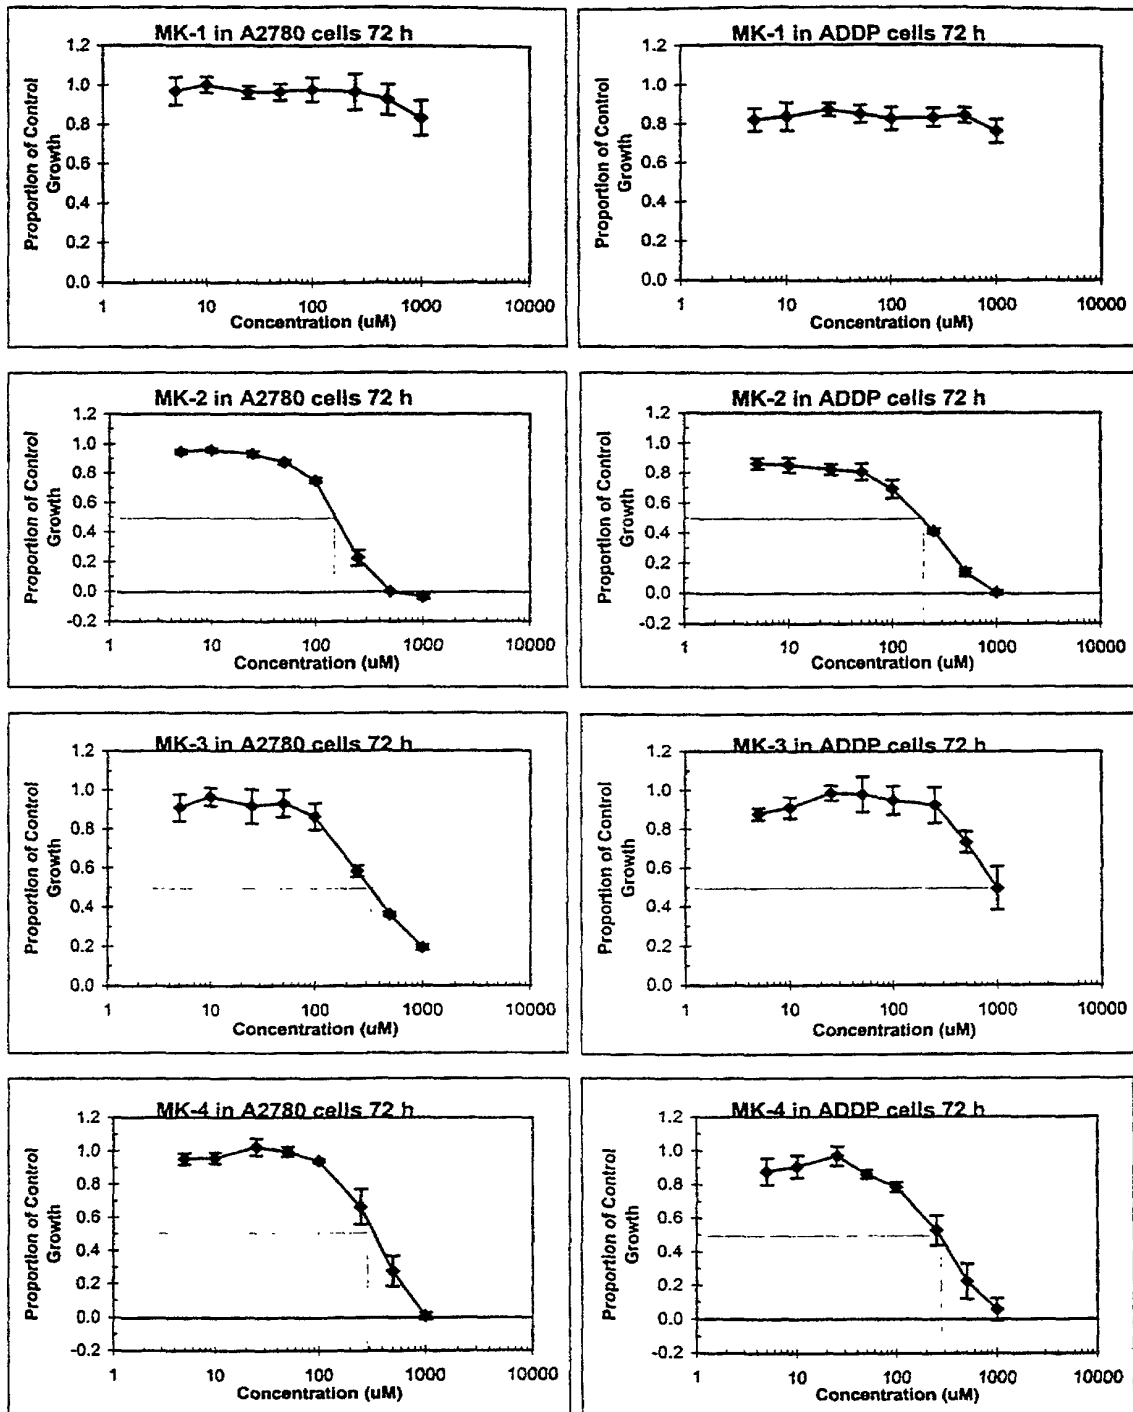 MK-1 in A2780 cells 72 h
Proportion of Control
Growth
1.2
1.0
0.8
0.6
0.4
0.2
0.0
1 10 100 1000 10000
Concentration (uM)
MK-1 in ADDP cells 72 h
Proportion of Control
Growth
1.2
1.0
0.8
0.6
0.4
0.2
0.0
1 10 100 1000 10000
Concentration (uM)
MK-2 in A2780 cells 72 h
Proportion of Control
Growth
1.2
1.0
0.8
0.6
0.4
0.2
0.0
-0.2
1 10 100 1000 10000
Concentration (uM)
MK-2 in ADDP cells 72 h
Proportion of Control
Growth
1.2
1.0
0.8
0.6
0.4
0.2
0.0
-0.2
1 10 100 1000 10000
Concentration (uM)
MK-3 in A2780 cells 72 h
Proportion of Control
Growth
1.2
1.0
0.8
0.6
0.4
0.2
0.0
1 10 100 1000 10000
Concentration (uM)
MK-3 in ADDP cells 72 h
Proportion of Control
Growth
1.2
1.0
0.8
0.6
0.4
0.2
0.0
1 10 100 1000 10000
Concentration (uM)
MK-4 in A2780 cells 72 h
Proportion of Control
Growth
1.2
1.0
0.8
0.6
0.4
0.2
0.0
-0.2
1 10 100 1000 10000
Concentration (uM)
MK-4 in ADDP cells 72 h
Proportion of Control
Growth
1.2
1.0
0.8
0.6
0.4
0.2
0.0
-0.2
1 10 100 1000 10000
Concentration (uM)